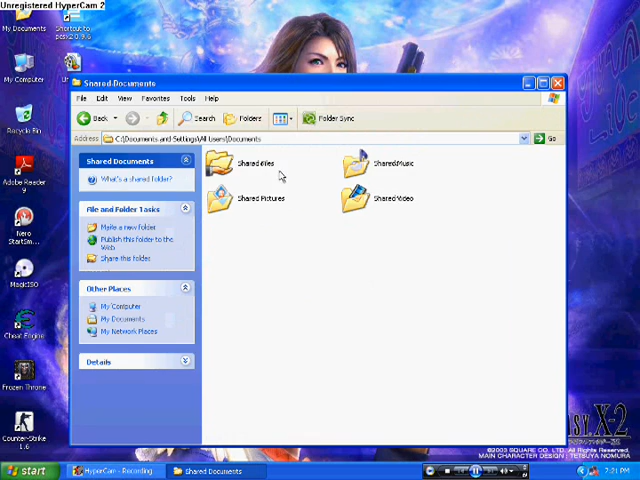 Unregistered HyperCam 2
My Documents
Shortcut to
pcsx2.0.9.6
My Computer
Recycle Bin
Adobe Reader
9
Nero
StartSm...
MagicISO
Cheat Engine
Frozen Throne
Counter-Strike
1.6
Shared Documents
File Edit View Favorites Tools Help
Back Search Folders Folder Sync
Address C:\Documents and Settings\All Users\Documents Go
Shared Documents
What's a shared folder?
File and Folder Tasks
Make a new folder
Publish this folder to the
Web
Share this folder
Other Places
My Computer
My Documents
My Network Places
Details
Shared Files
Shared Music
Shared Pictures
Shared Video
X-2
©2003 SQUARE CO., LTD. All Rights Reserved.
MAIN CHARACTER DESIGN : TETSUYA NOMURA
start HyperCam - Recording Shared Documents 7:21 PM